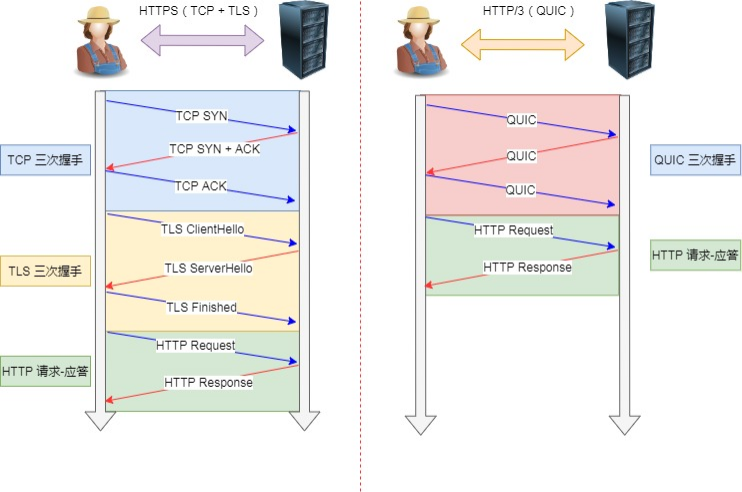 HTTPS（TCP + TLS）
TCP SYN
TCP SYN + ACK
TCP 三次握手
TCP ACK
TLS ClientHello
TLS ServerHello
TLS 三次握手
TLS Finished
HTTP Request
HTTP 请求-应答
HTTP Response
HTTP/3（QUIC）
QUIC
QUIC
QUIC 三次握手
QUIC
HTTP Request
HTTP 请求-应答
HTTP Response